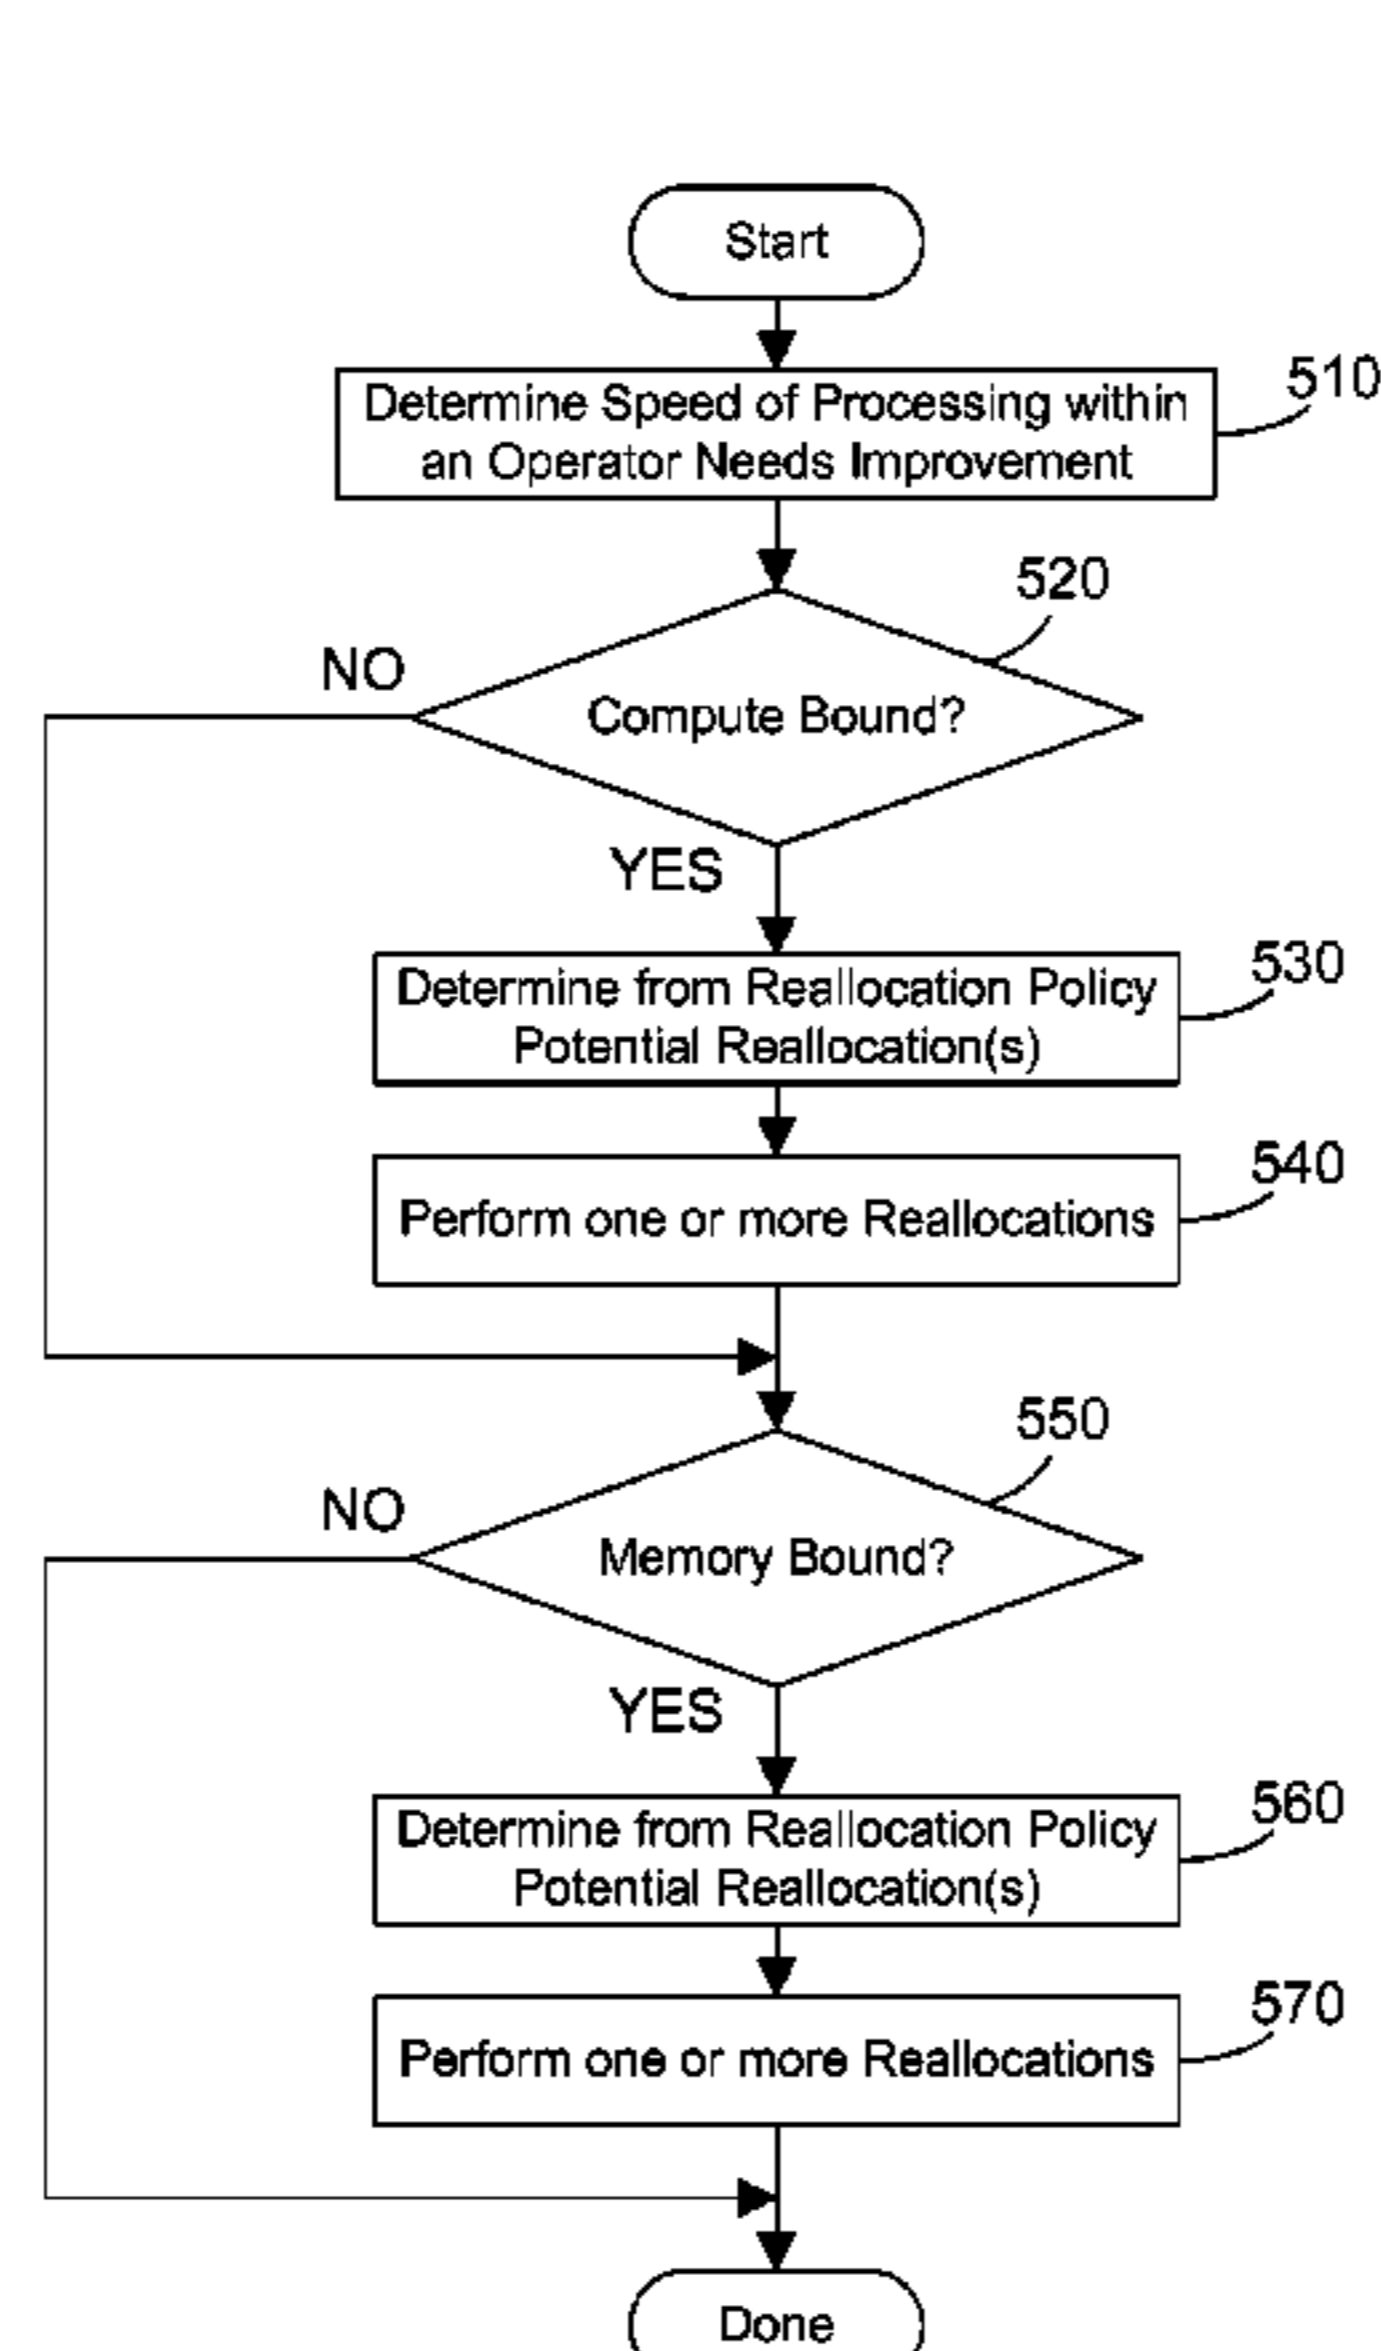 Start
510
Determine Speed of Processing within
an Operator Needs Improvement
520
NO
Compute Bound?
YES
530
Determine from Reallocation Policy
Potential Reallocation(s)
540
Perform one or more Reallocations
550
NO
Memory Bound?
YES
560
Determine from Reallocation Policy
Potential Reallocation(s)
570
Perform one or more Reallocations
Done